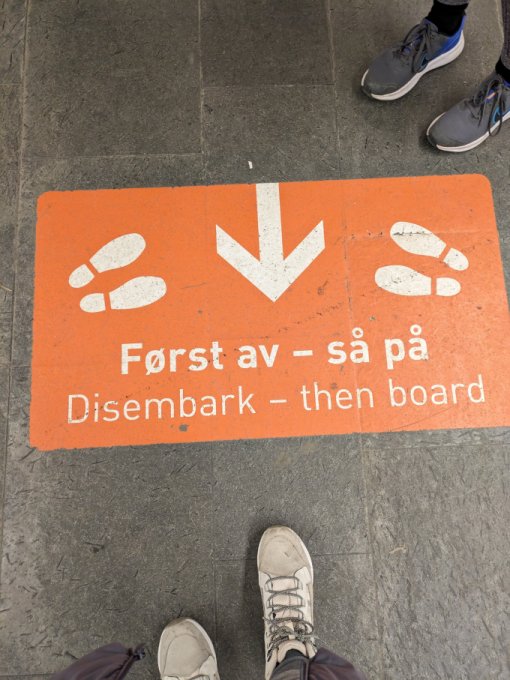 Først av – så på
Disembark – then board